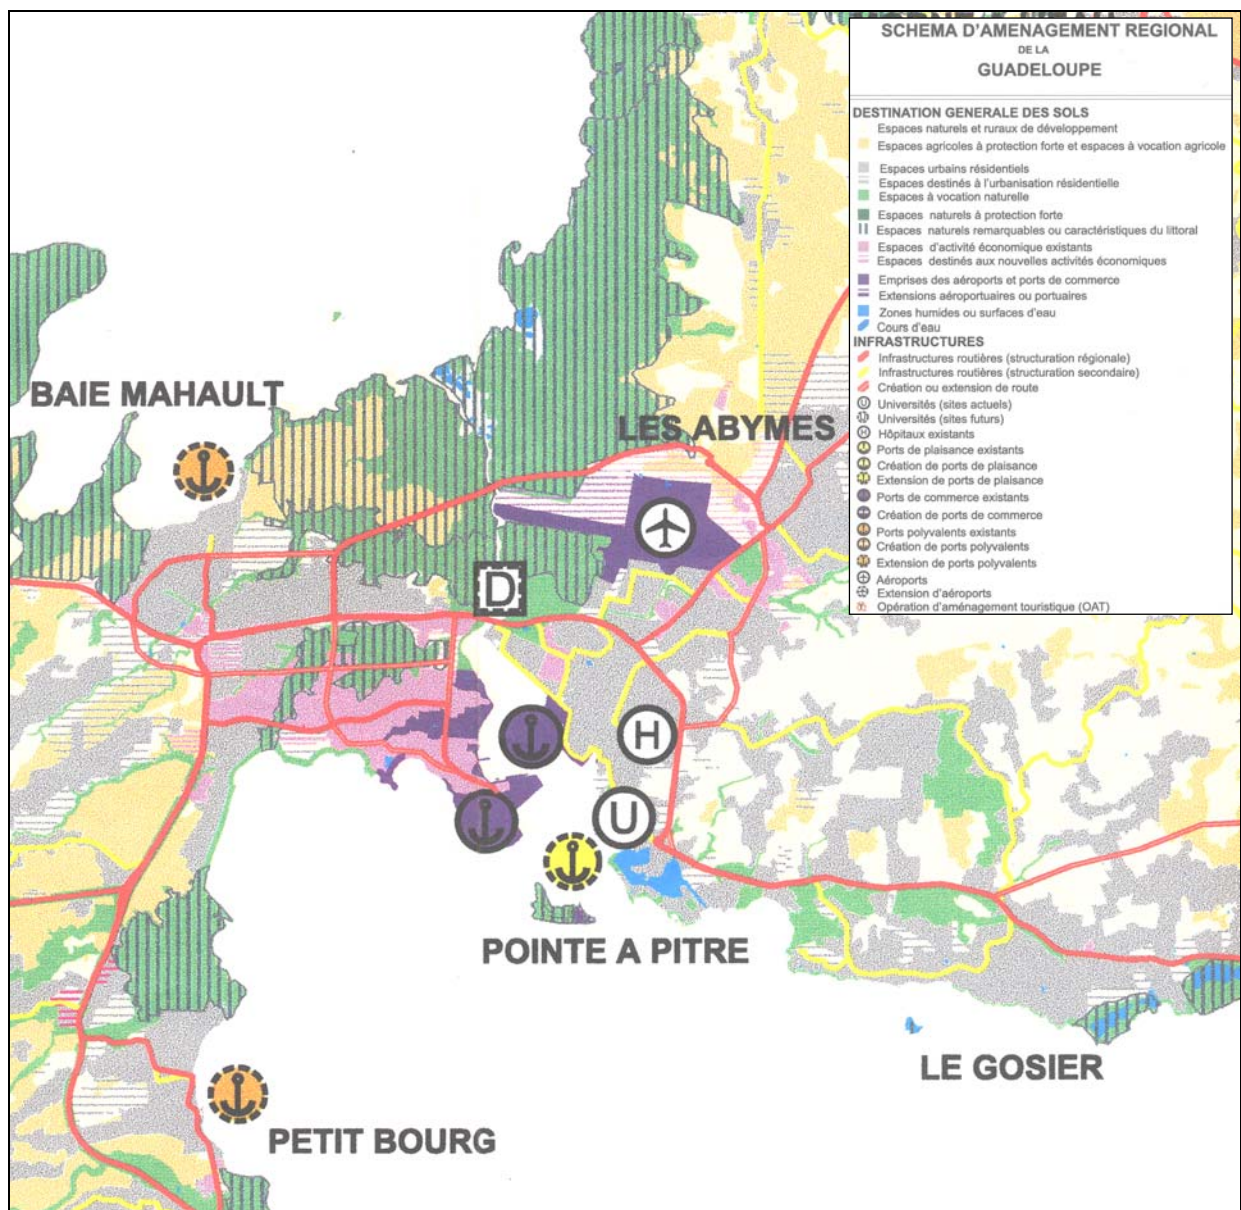 SCHEMA D'AMENAGEMENT REGIONAL
DE LA
GUADELOUPE
DESTINATION GENERALE DES SOLS
Espaces naturels et ruraux de développement
Espaces agricoles à protection forte et espaces à vocation agricole
Espaces urbains résidentiels
Espaces destinés à l'urbanisation résidentielle
Espaces à vocation naturelle
Espaces naturels à protection forte
Espaces naturels remarquables ou caractéristiques du littoral
Espaces d'activité économique existants
Espaces destinés aux nouvelles activités économiques
Emprises des aéroports et ports de commerce
Extensions aéroportuaires ou portuaires
Zones humides ou surfaces d'eau
Cours d'eau
INFRASTRUCTURES
Infrastructures routières (structuration régionale)
Infrastructures routières (structuration secondaire)
Création ou extension de route
U Universités (sites actuels)
U Universités (sites futurs)
H Hôpitaux existants
Ports de plaisance existants
Création de ports de plaisance
Extension de ports de plaisance
Ports de commerce existants
Création de ports de commerce
Ports polyvalents existants
Création de ports polyvalents
Extension de ports polyvalents
Aéroports
Extension d'aéroports
Opération d'aménagement touristique (OAT)
BAIE MAHAULT
LES ABYMES
D
H
U
POINTE A PITRE
LE GOSIER
PETIT BOURG